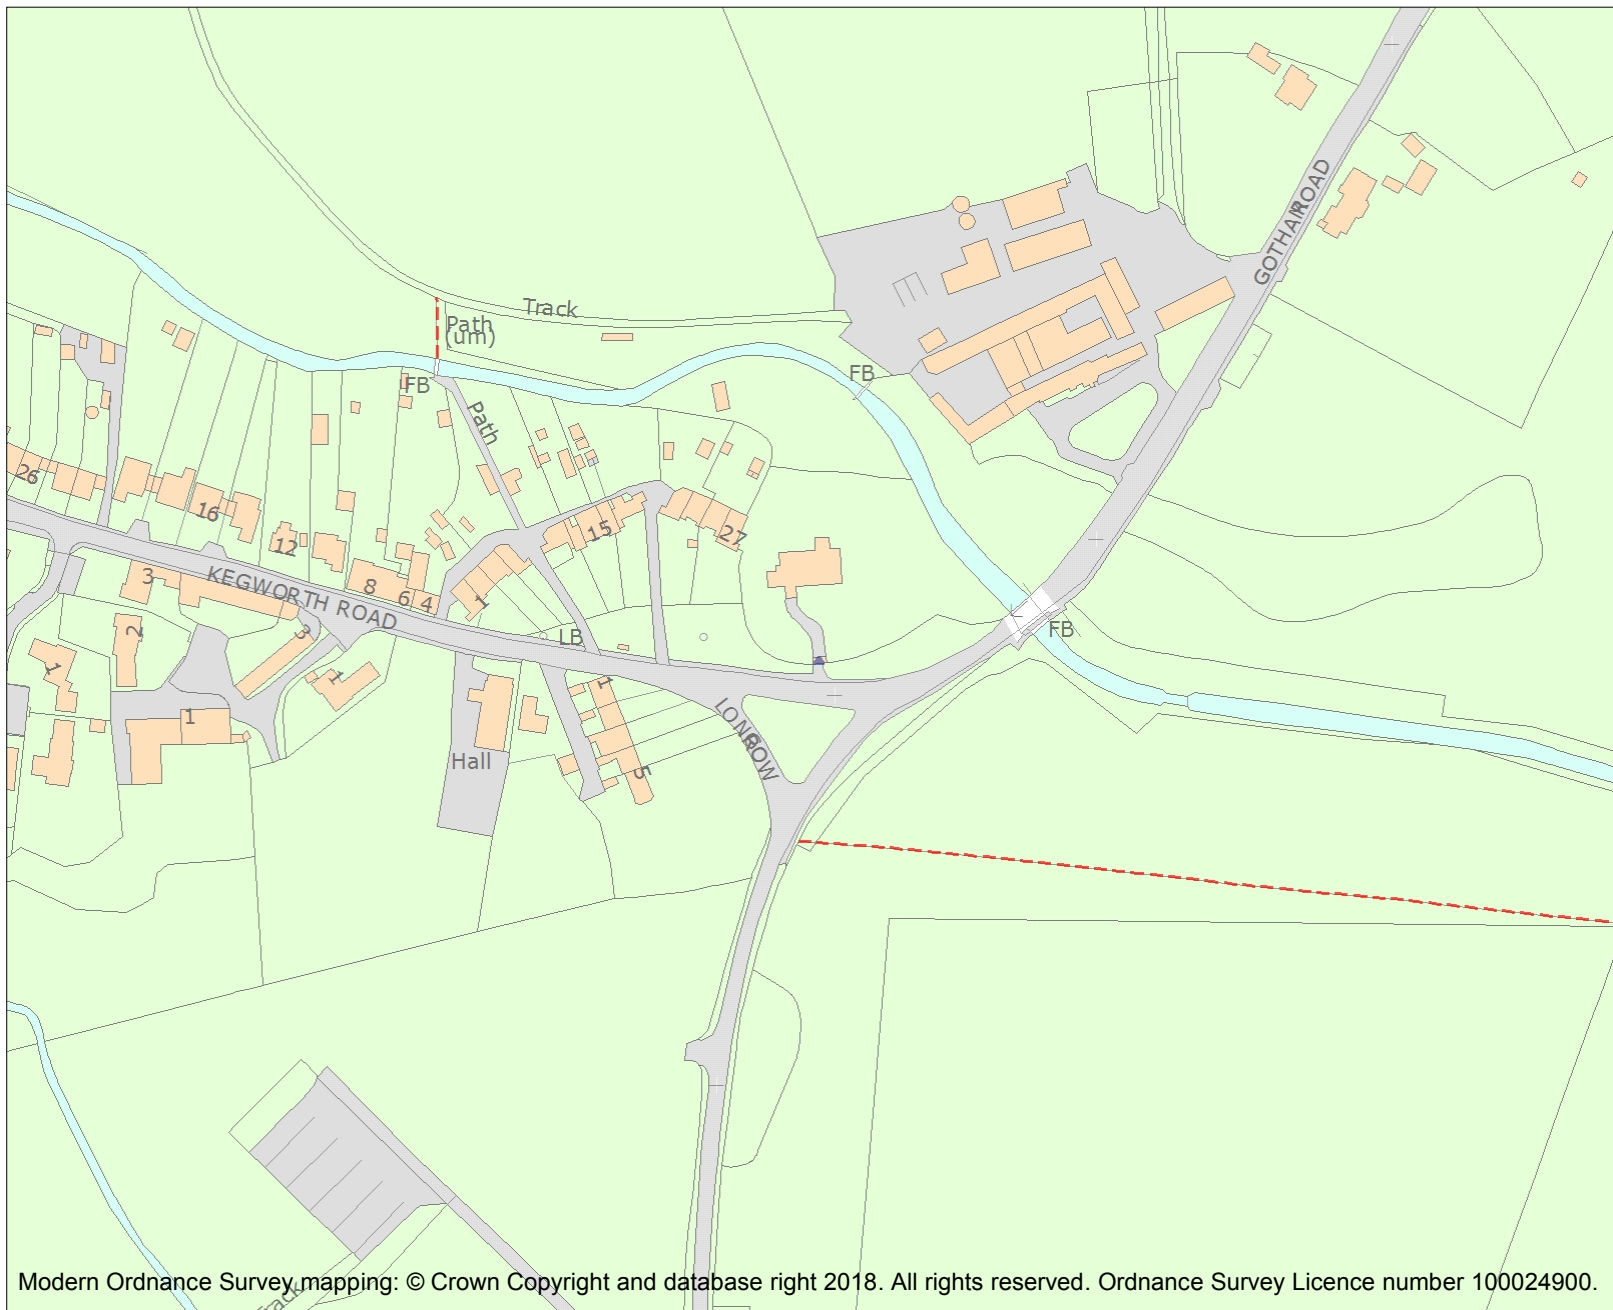 GOTHAM ROAD
Track
Path
(um)
FB
FB
Path
26
16
15
27
12
3
KEGWORTH ROAD
8
6
4
1
2
3
LB
FB
1
1
1
1
LONG ROW
Hall
5
Track
Modern Ordnance Survey mapping: © Crown Copyright and database right 2018. All rights reserved. Ordnance Survey Licence number 100024900.